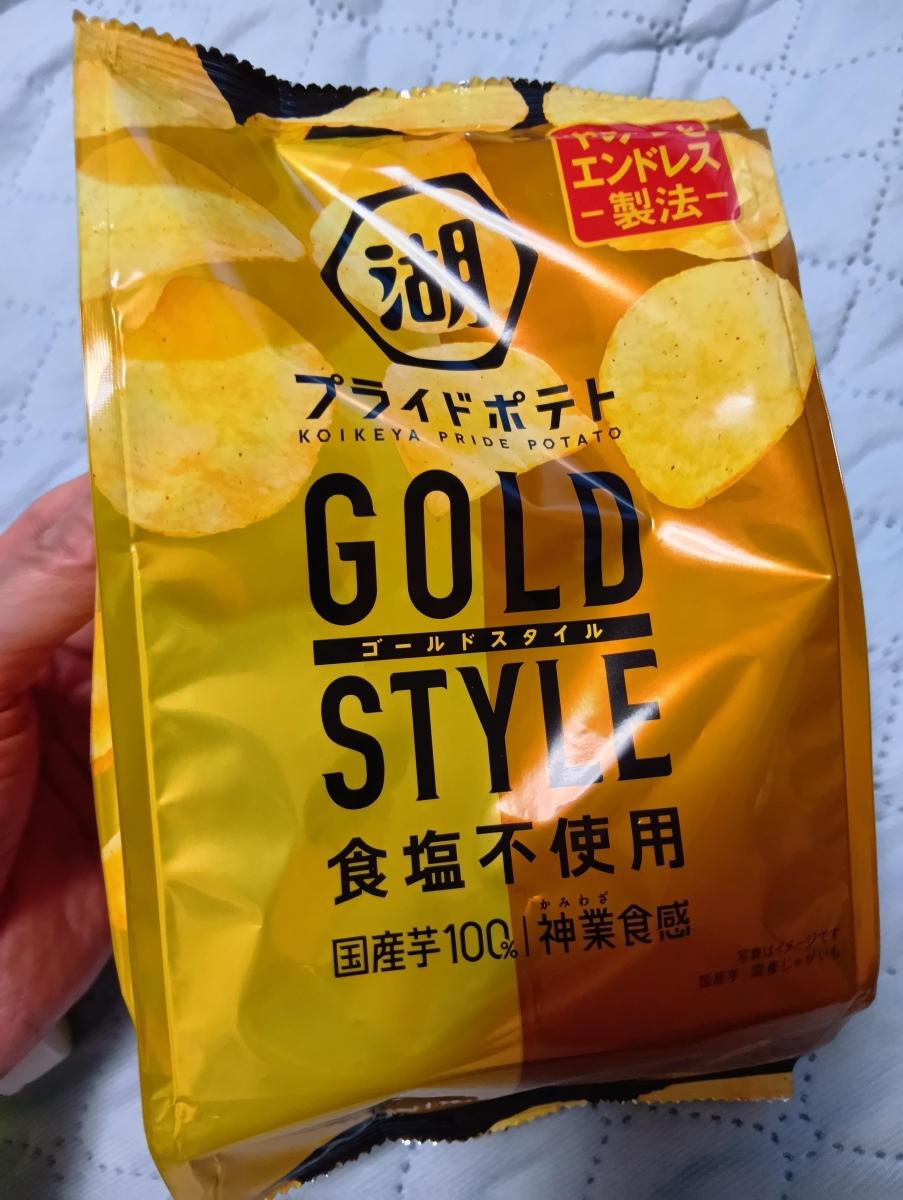 エンドレス
－製法－
湖
プライドポテト
KOIKEYA PRIDE POTATO
GOLD
ゴールドスタイル
STYLE
食塩不使用
かみわざ
国産芋100%｜神業食感
写真はイメージです
国産芋 国産じゃがいも